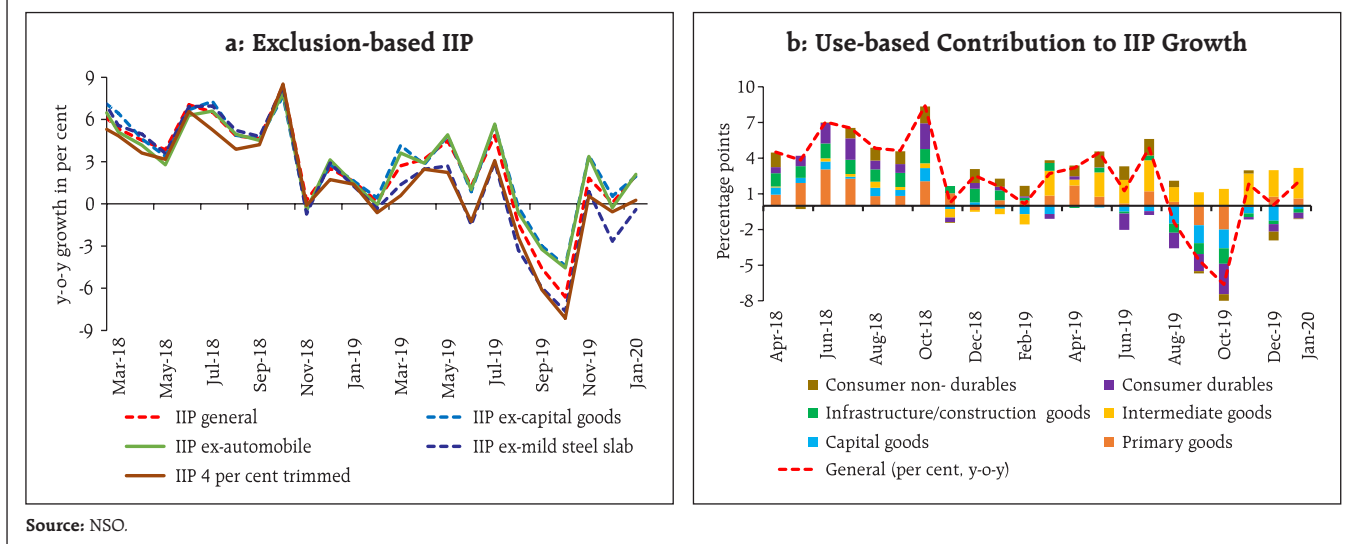 a: Exclusion-based IIP
y-o-y growth in per cent
9
6
3
0
-3
-6
-9
Mar-18
May-18
Jul-18
Sep-18
Nov-18
Jan-19
Mar-19
May-19
Jul-19
Sep-19
Nov-19
Jan-20
IIP general
IIP ex-capital goods
IIP ex-automobile
IIP ex-mild steel slab
IIP 4 per cent trimmed
b: Use-based Contribution to IIP Growth
Percentage points
10
7
4
1
-2
-5
-8
Apr-18
Jun-18
Aug-18
Oct-18
Dec-18
Feb-19
Apr-19
Jun-19
Aug-19
Oct-19
Dec-19
Jan-20
Consumer non- durables
Consumer durables
Infrastructure/construction goods
Intermediate goods
Capital goods
Primary goods
General (per cent, y-o-y)
Source: NSO.